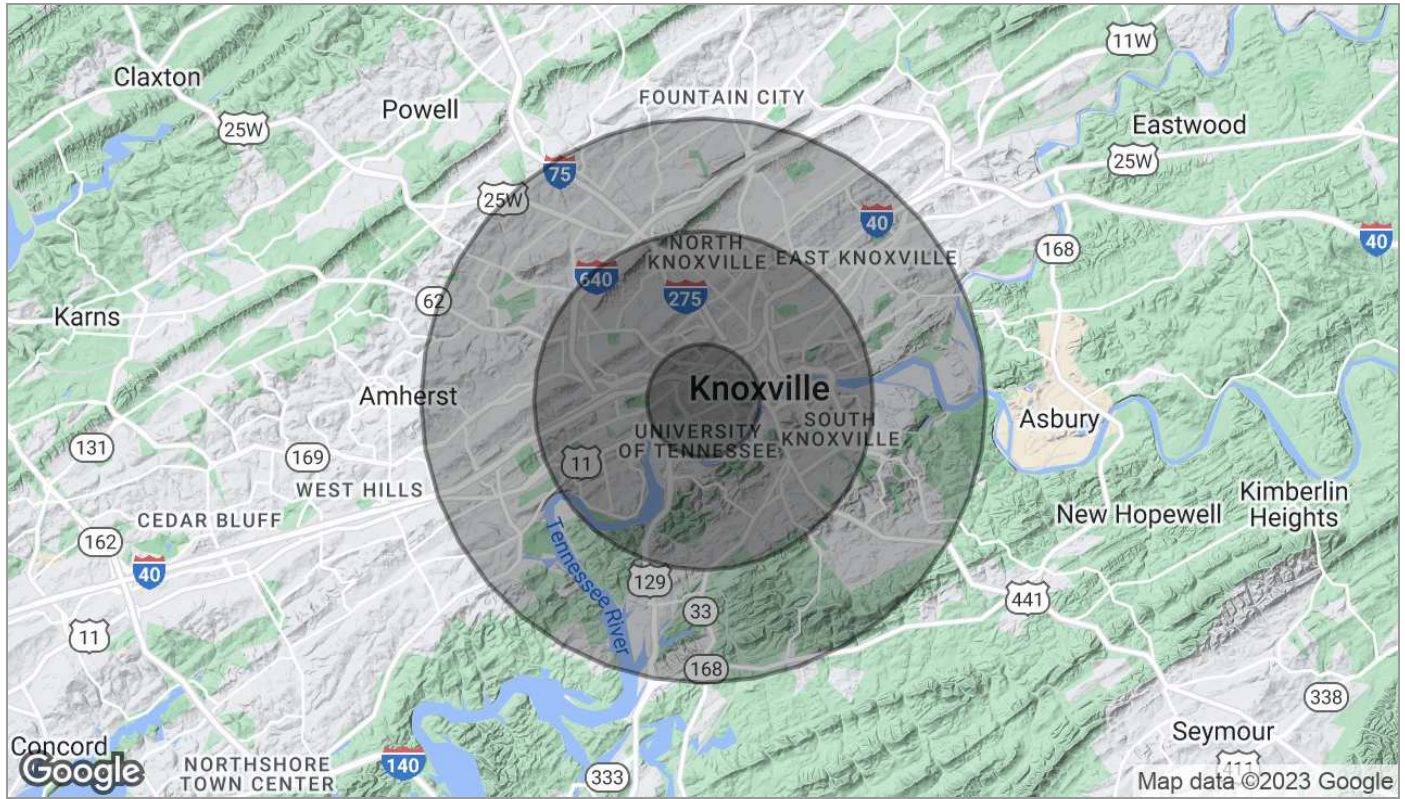 11W
Claxton
FOUNTAIN CITY
Powell
25W
Eastwood
25W
75
25W
40
40
NORTH
KNOXVILLE
EAST KNOXVILLE
168
640
275
62
Karns
Knoxville
Amherst
SOUTH
KNOXVILLE
Asbury
UNIVERSITY
OF TENNESSEE
131
169
11
WEST HILLS
Kimberlin
Heights
New Hopewell
CEDAR BLUFF
162
40
Tennessee River
129
441
33
11
168
338
Seymour
Concord
NORTHSHORE
TOWN CENTER
140
333
411
Google
Map data ©2023 Google